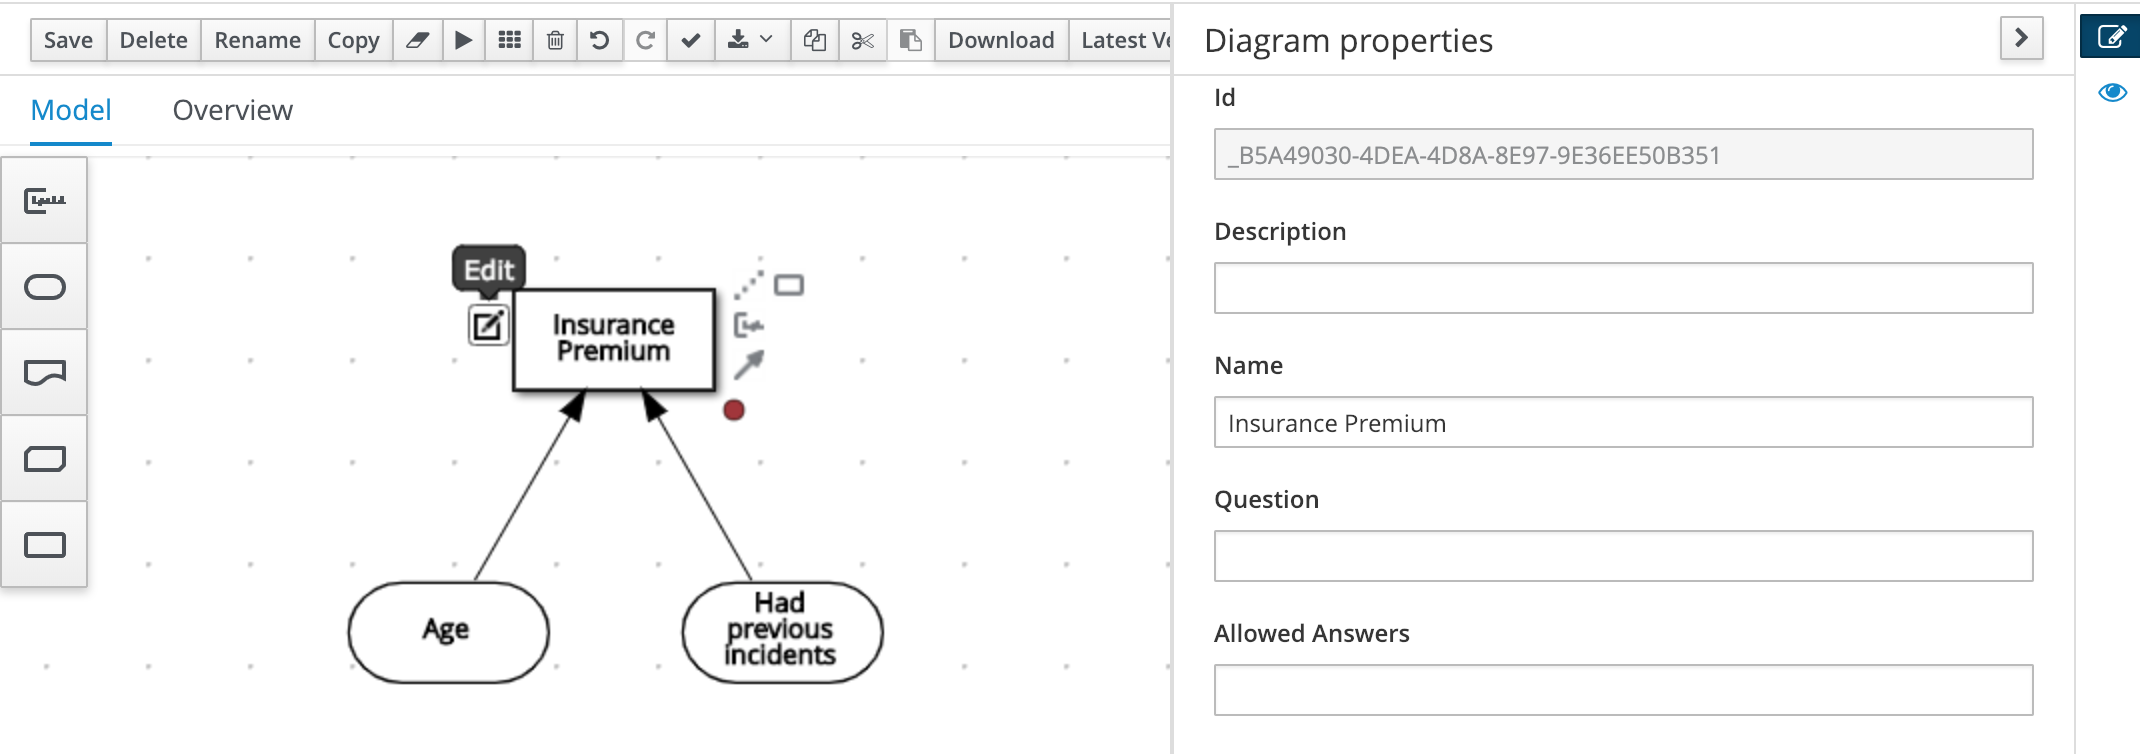 Save Delete Rename Copy Download Latest Ve
Diagram properties
Model Overview
Id
_B5A49030-4DEA-4D8A-8E97-9E36EE50B351
Description
Edit
Insurance
Premium
Name
Insurance Premium
Question
Age
Had
previous
incidents
Allowed Answers